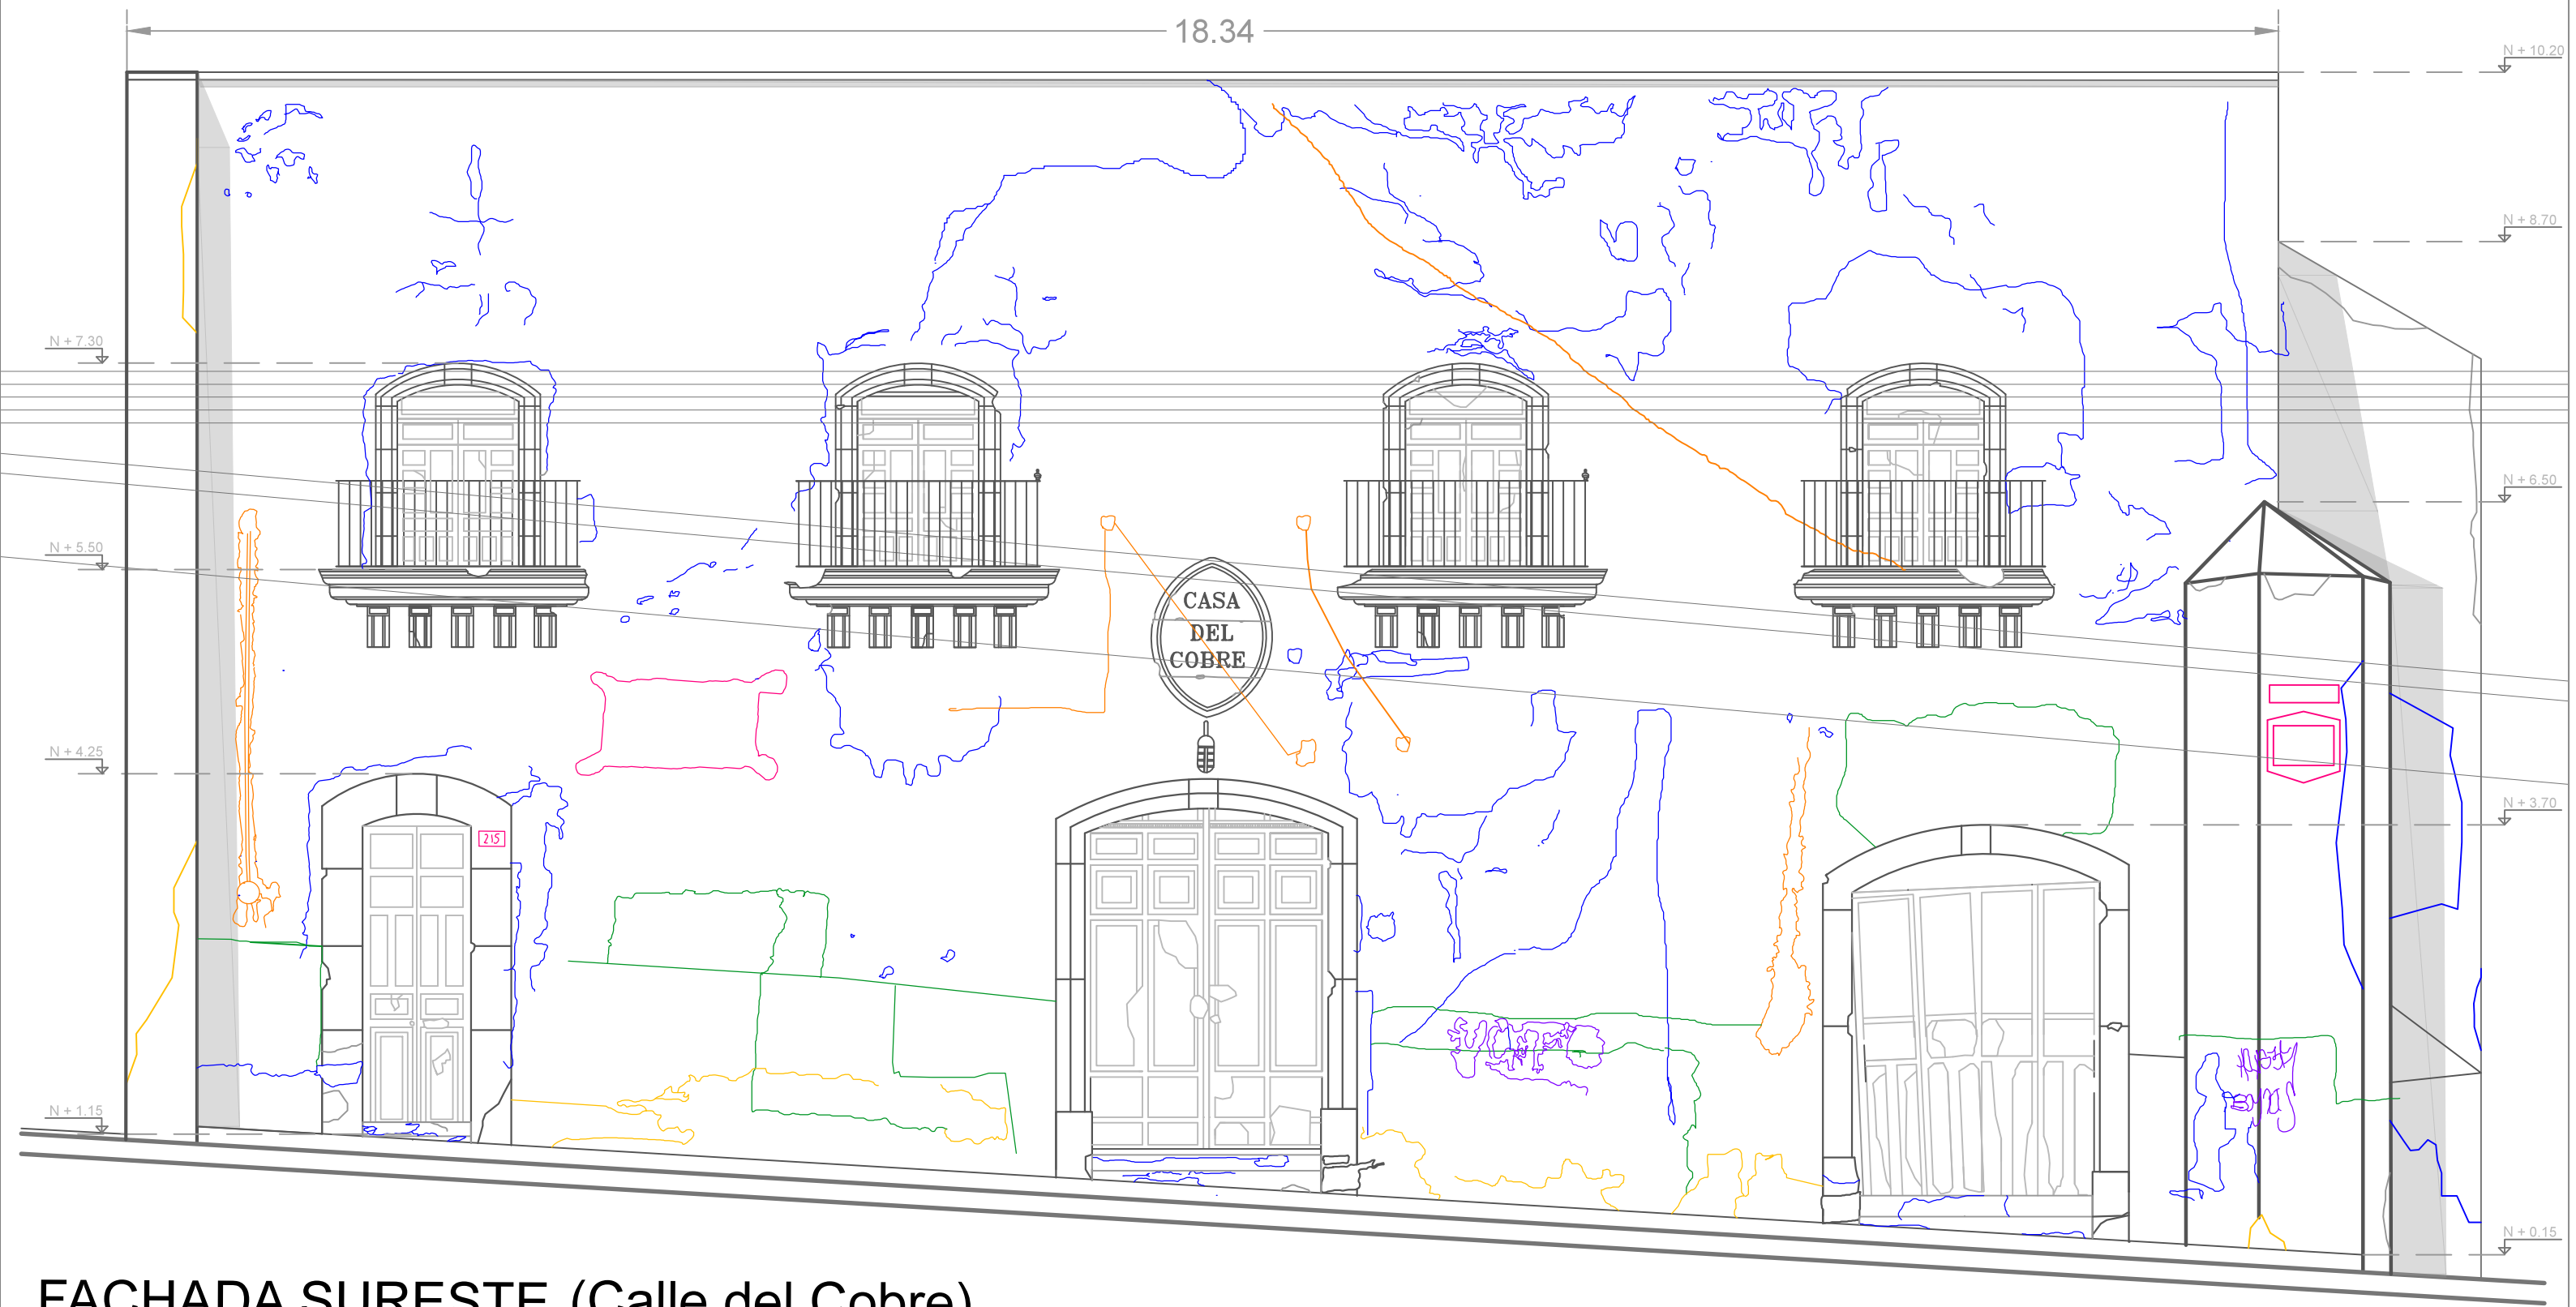 18.34
N + 10.20
N + 8.70
N + 7.30
N + 6.50
N + 5.50
CASA
DEL
COBRE
N + 4.25
N + 3.70
215
N + 1.15
N + 0.15
FACHADA SURESTE (Calle del Cobre)